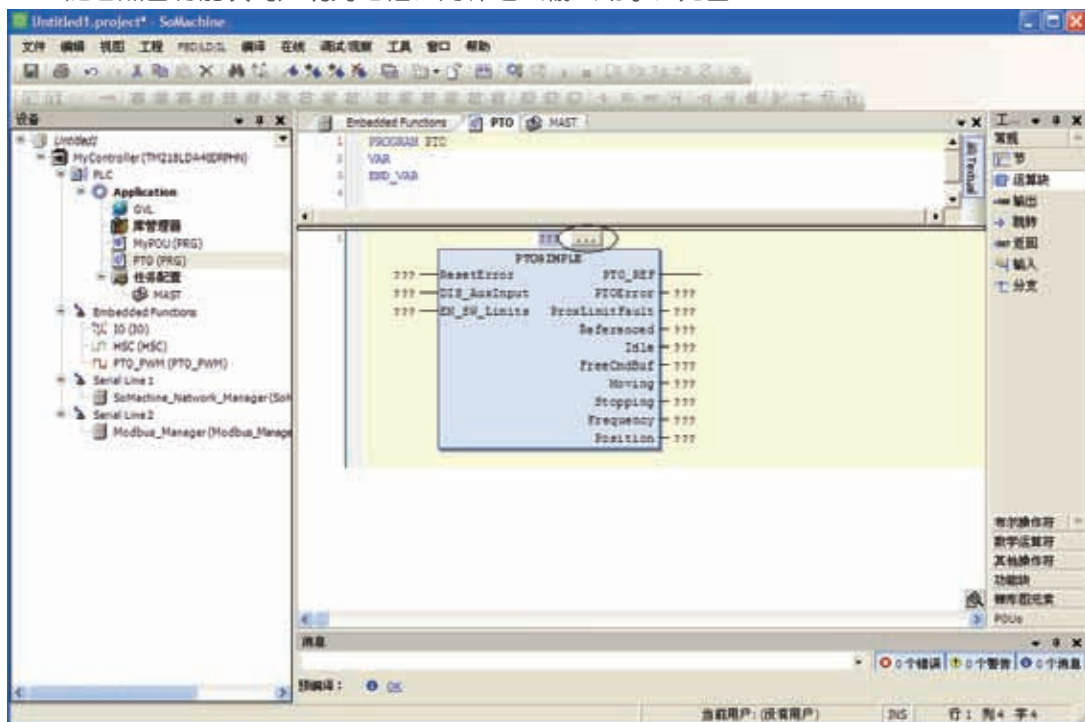 Untitled1.project* - SoMachine
文件 编辑 视图 工程 FBD/LD/IL 编译 在线 调试/观察 工具 窗口 帮助
设备
Untitled1
MyController (TM218LDA40DRPHN)
PLC
Application
GVL
库管理器
MyPOU (PRG)
PTO (PRG)
任务配置
MAST
Embedded Functions
IO (IO)
HSC (HSC)
PTO_PWM (PTO_PWM)
Serial Line 1
SoMachine_Network_Manager (SoM
Serial Line 2
Modbus_Manager (Modbus_Manage
Embedded Functions PTO MAST
1 PROGRAM PTO
2 VAR
3 END_VAR
4
Textual
1
??? ...
PTOSIMPLE
??? ResetError PTO_REF
??? DIS_AuxInput PTOError ???
??? EN_SW_Limits ProxLimitFault ???
Referenced ???
Idle ???
FreeCmdBuf ???
Moving ???
Stopping ???
Frequency ???
Position ???
工...
常规
节
运算块
输出
跳转
返回
输入
分支
布尔操作符
数学运算符
其他操作符
功能块
梯形图元素
POUs
消息
0个错误 0个警告 0个消息
预编译: OK
当前用户: (没有用户) INS 行: 1 列: 4 字: 4